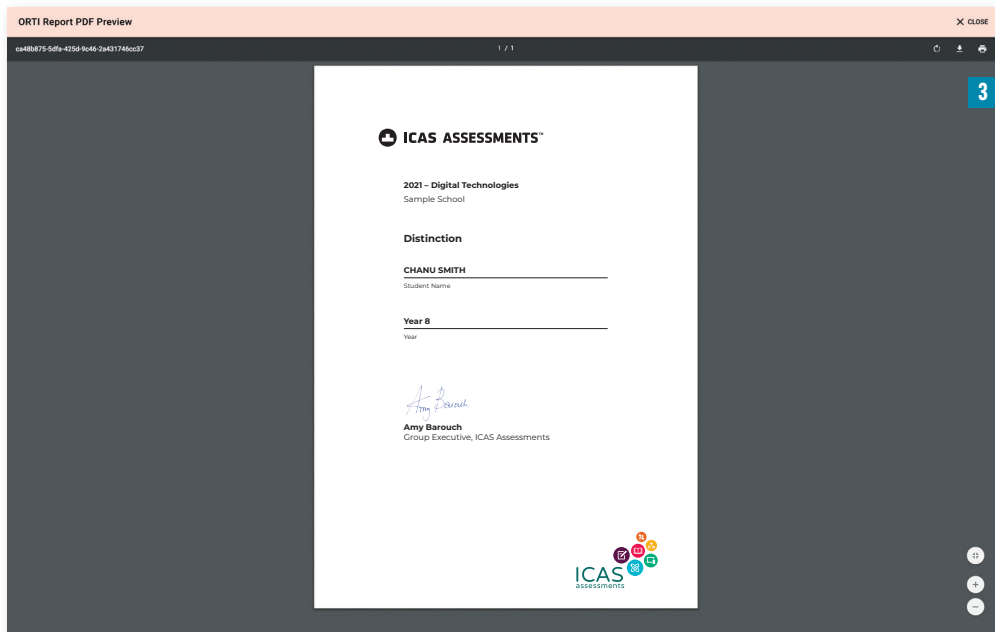 ORTI Report PDF Preview
CLOSE
ca48b875-5dfa-425d-9c46-2a431746cc37
1 / 1
3
ICAS ASSESSMENTS™
2021 – Digital Technologies
Sample School
Distinction
CHANU SMITH
Student Name
Year 8
Year
Amy Barouch
Amy Barouch
Group Executive, ICAS Assessments
ICAS
assessments